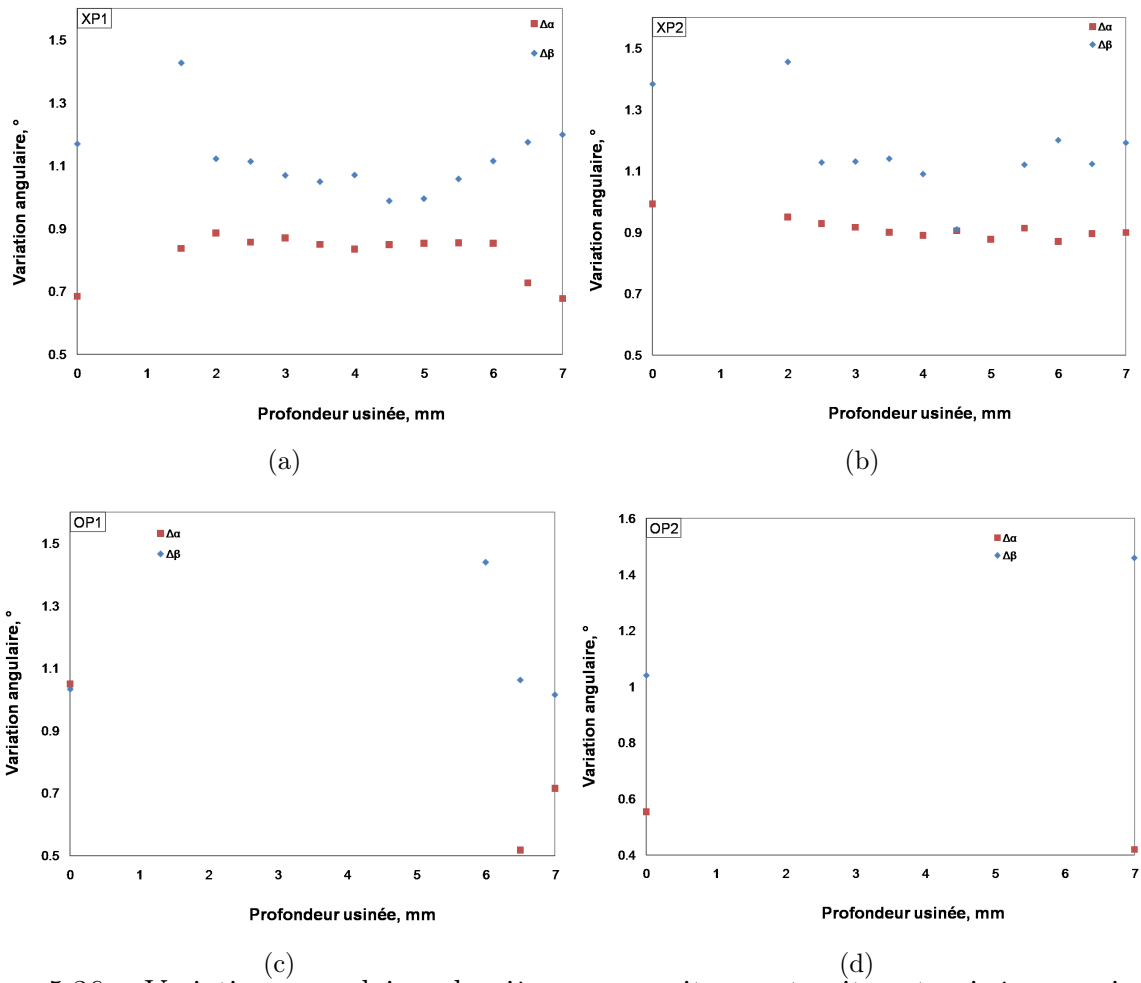 XP1
Δα
Δβ
1.5
1.3
1.1
0.9
0.7
0.5
Variation angulaire, °
0 1 2 3 4 5 6 7
Profondeur usinée, mm
(a)
XP2
Δα
Δβ
1.5
1.3
1.1
0.9
0.7
0.5
Variation angulaire, °
0 1 2 3 4 5 6 7
Profondeur usinée, mm
(b)
OP1
Δα
Δβ
1.5
1.3
1.1
0.9
0.7
0.5
Variation angulaire, °
0 1 2 3 4 5 6 7
Profondeur usinée, mm
(c)
OP2
Δα
Δβ
1.6
1.4
1.2
1
0.8
0.6
0.4
Variation angulaire, °
0 1 2 3 4 5 6 7
Profondeur usinée, mm
(d)